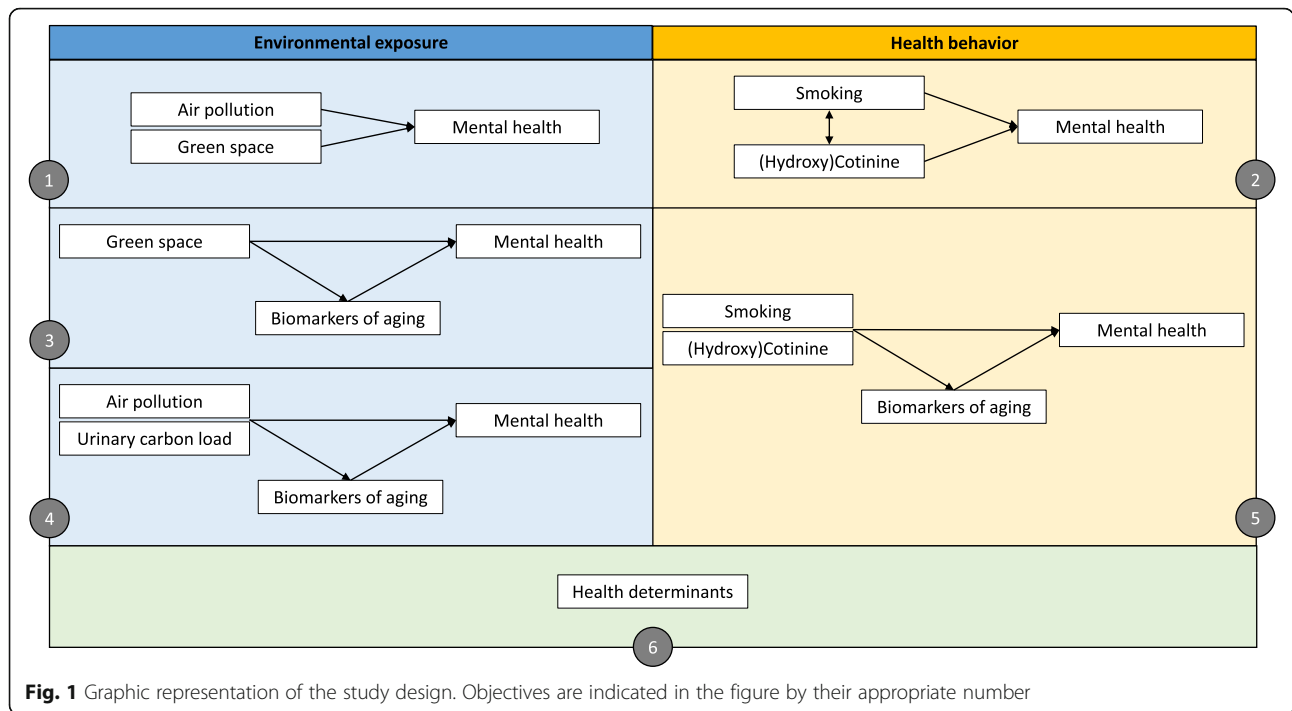 Environmental exposure
Health behavior
Air pollution
Green space
Mental health
1
Smoking
(Hydroxy)Cotinine
Mental health
2
Green space
Mental health
Biomarkers of aging
3
Air pollution
Urinary carbon load
Mental health
Biomarkers of aging
4
Smoking
(Hydroxy)Cotinine
Mental health
Biomarkers of aging
5
Health determinants
6
Fig. 1 Graphic representation of the study design. Objectives are indicated in the figure by their appropriate number